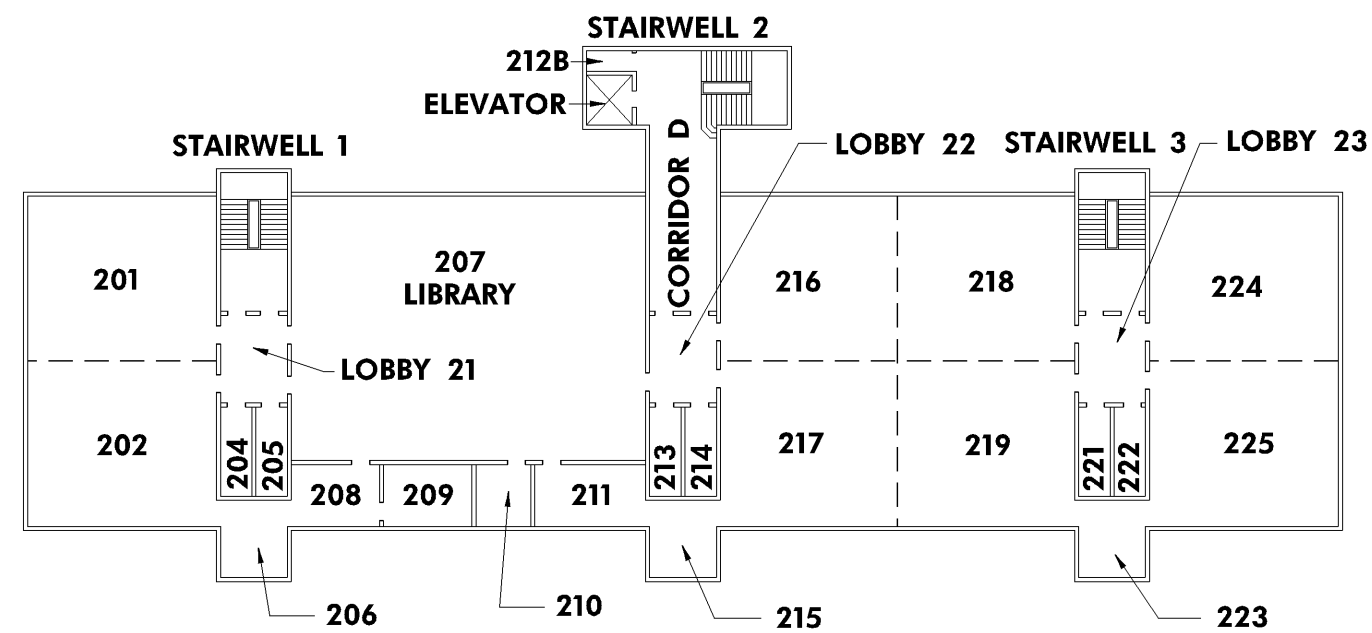 STAIRWELL 2
212B
ELEVATOR
STAIRWELL 1
CORRIDOR D
LOBBY 22
STAIRWELL 3
LOBBY 23
201
207
LIBRARY
216
218
224
LOBBY 21
202
204
205
208
209
211
213
214
217
219
221
222
225
206
210
215
223